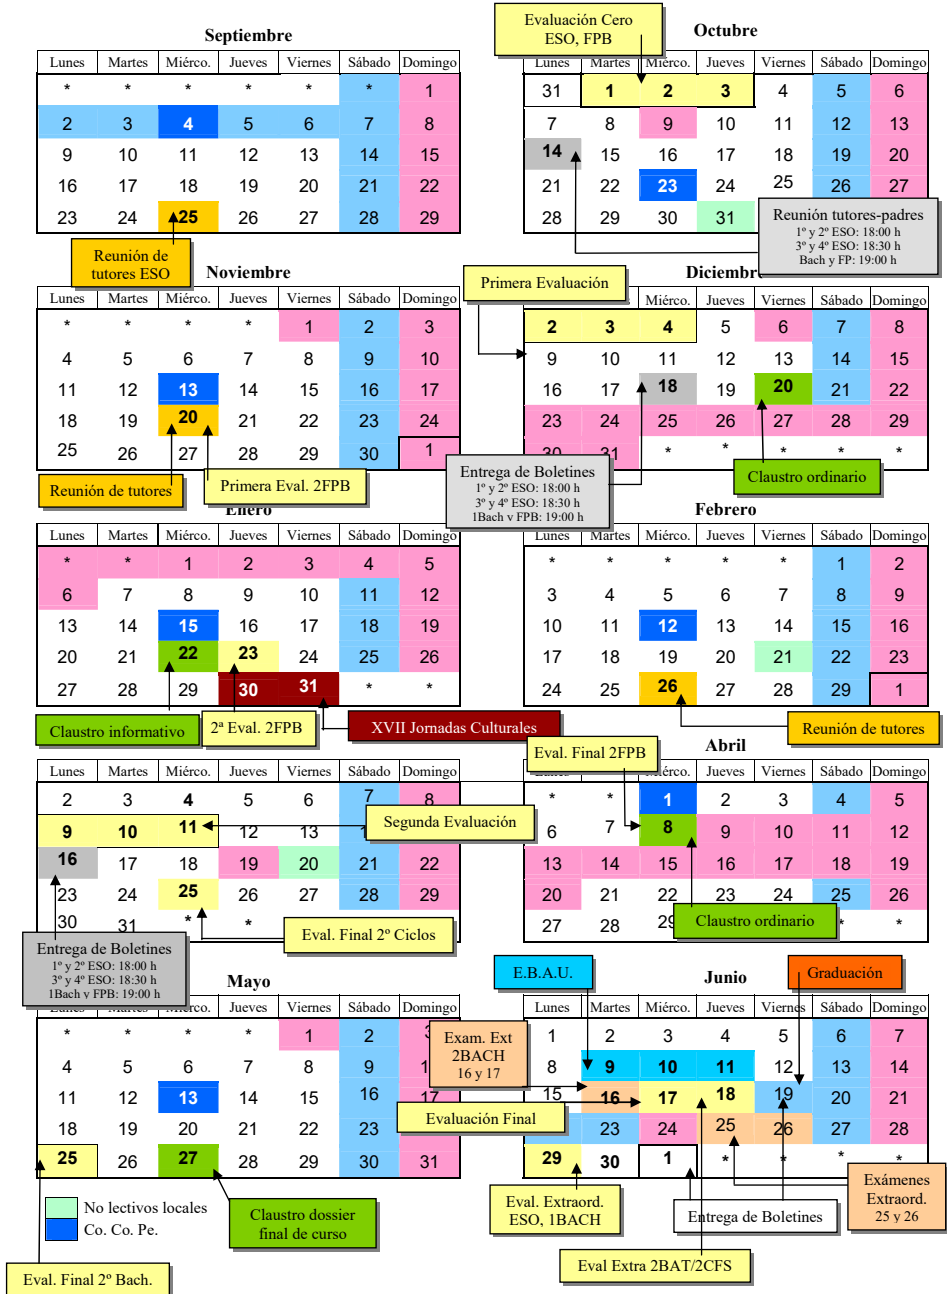 Evaluación Cero
ESO, FPB
Septiembre
Lunes Martes Miérco. Jueves Viernes Sábado Domingo
* * * * * * 1
2 3 4 5 6 7 8
9 10 11 12 13 14 15
16 17 18 19 20 21 22
23 24 25 26 27 28 29
Reunión de
tutores ESO
Octubre
Lunes Martes Miérco. Jueves Viernes Sábado Domingo
31 1 2 3 4 5 6
7 8 9 10 11 12 13
14 15 16 17 18 19 20
21 22 23 24 25 26 27
28 29 30 31
Reunión tutores-padres
1º y 2º ESO: 18:00 h
3º y 4º ESO: 18:30 h
Bach y FP: 19:00 h
Noviembre
Lunes Martes Miérco. Jueves Viernes Sábado Domingo
* * * * 1 2 3
4 5 6 7 8 9 10
11 12 13 14 15 16 17
18 19 20 21 22 23 24
25 26 27 28 29 30 1
Reunión de tutores
Primera Eval. 2FPB
Primera Evaluación
Diciembre
Miérco. Jueves Viernes Sábado Domingo
2 3 4 5 6 7 8
9 10 11 12 13 14 15
16 17 18 19 20 21 22
23 24 25 26 27 28 29
30 31 * * * * *
Entrega de Boletines
1º y 2º ESO: 18:00 h
3º y 4º ESO: 18:30 h
1Bach y FPB: 19:00 h
Claustro ordinario
Enero
Lunes Martes Miérco. Jueves Viernes Sábado Domingo
* * 1 2 3 4 5
6 7 8 9 10 11 12
13 14 15 16 17 18 19
20 21 22 23 24 25 26
27 28 29 30 31 * *
Claustro informativo
2ª Eval. 2FPB
XVII Jornadas Culturales
Febrero
Lunes Martes Miérco. Jueves Viernes Sábado Domingo
* * * * * 1 2
3 4 5 6 7 8 9
10 11 12 13 14 15 16
17 18 19 20 21 22 23
24 25 26 27 28 29 1
Reunión de tutores
Lunes Martes Miérco. Jueves Viernes Sábado Domingo
2 3 4 5 6 7 8
9 10 11 12 13
16 17 18 19 20 21 22
23 24 25 26 27 28 29
30 31 * *
Segunda Evaluación
Eval. Final 2º Ciclos
Entrega de Boletines
1º y 2º ESO: 18:00 h
3º y 4º ESO: 18:30 h
1Bach y FPB: 19:00 h
Eval. Final 2FPB
Abril
Lunes Martes Miérco. Jueves Viernes Sábado Domingo
* * 1 2 3 4 5
6 7 8 9 10 11 12
13 14 15 16 17 18 19
20 21 22 23 24 25 26
27 28 29 * *
Claustro ordinario
Mayo
Lunes Martes Miérco. Jueves Viernes Sábado Domingo
* * * * 1 2 3
4 5 6 7 8 9
11 12 13 14 15 16 17
18 19 20 21 22 23
25 26 27 28 29 30 31
No lectivos locales
Co. Co. Pe.
Claustro dossier
final de curso
Eval. Final 2º Bach.
E.B.A.U.
Junio
Graduación
Lunes Martes Miérco. Jueves Viernes Sábado Domingo
1 2 3 4 5 6 7
8 9 10 11 12 13 14
15 16 17 18 19 20 21
23 24 25 26 27 28
29 30 1 * * * *
Exam. Ext
2BACH
16 y 17
Evaluación Final
Eval. Extraord.
ESO, 1BACH
Entrega de Boletines
Exámenes
Extraord.
25 y 26
Eval Extra 2BAT/2CFS